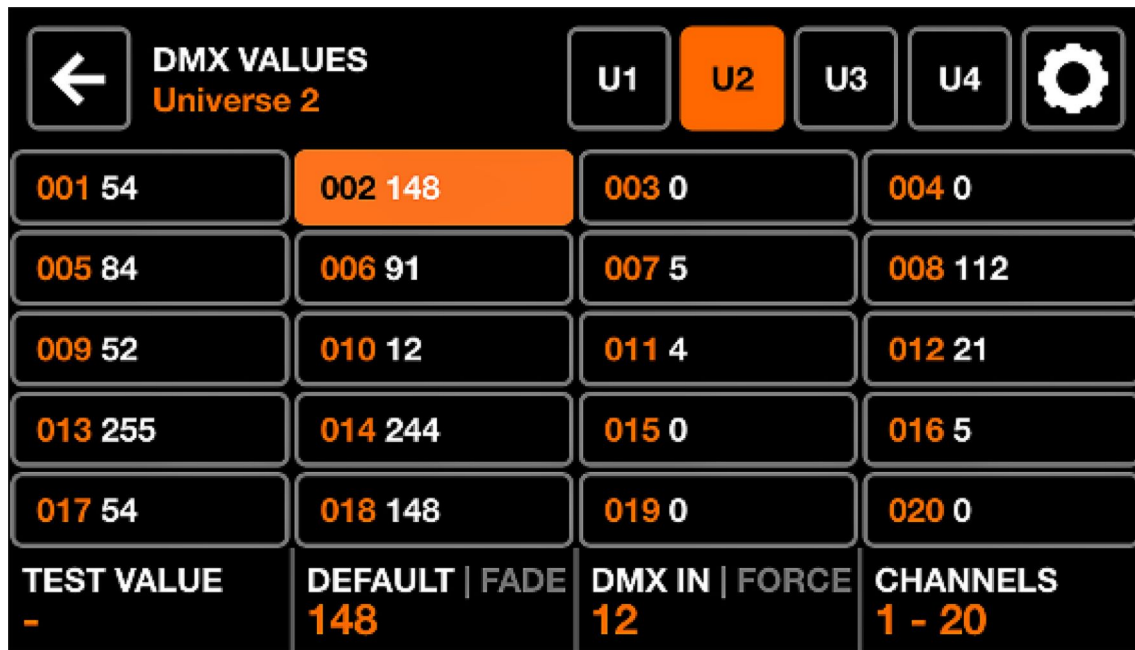 DMX VALUES
Universe 2
U1 U2 U3 U4
001 54 002 148 003 0 004 0
005 84 006 91 007 5 008 112
009 52 010 12 011 4 012 21
013 255 014 244 015 0 016 5
017 54 018 148 019 0 020 0
TEST VALUE DEFAULT | FADE DMX IN | FORCE CHANNELS
- 148 12 1 - 20